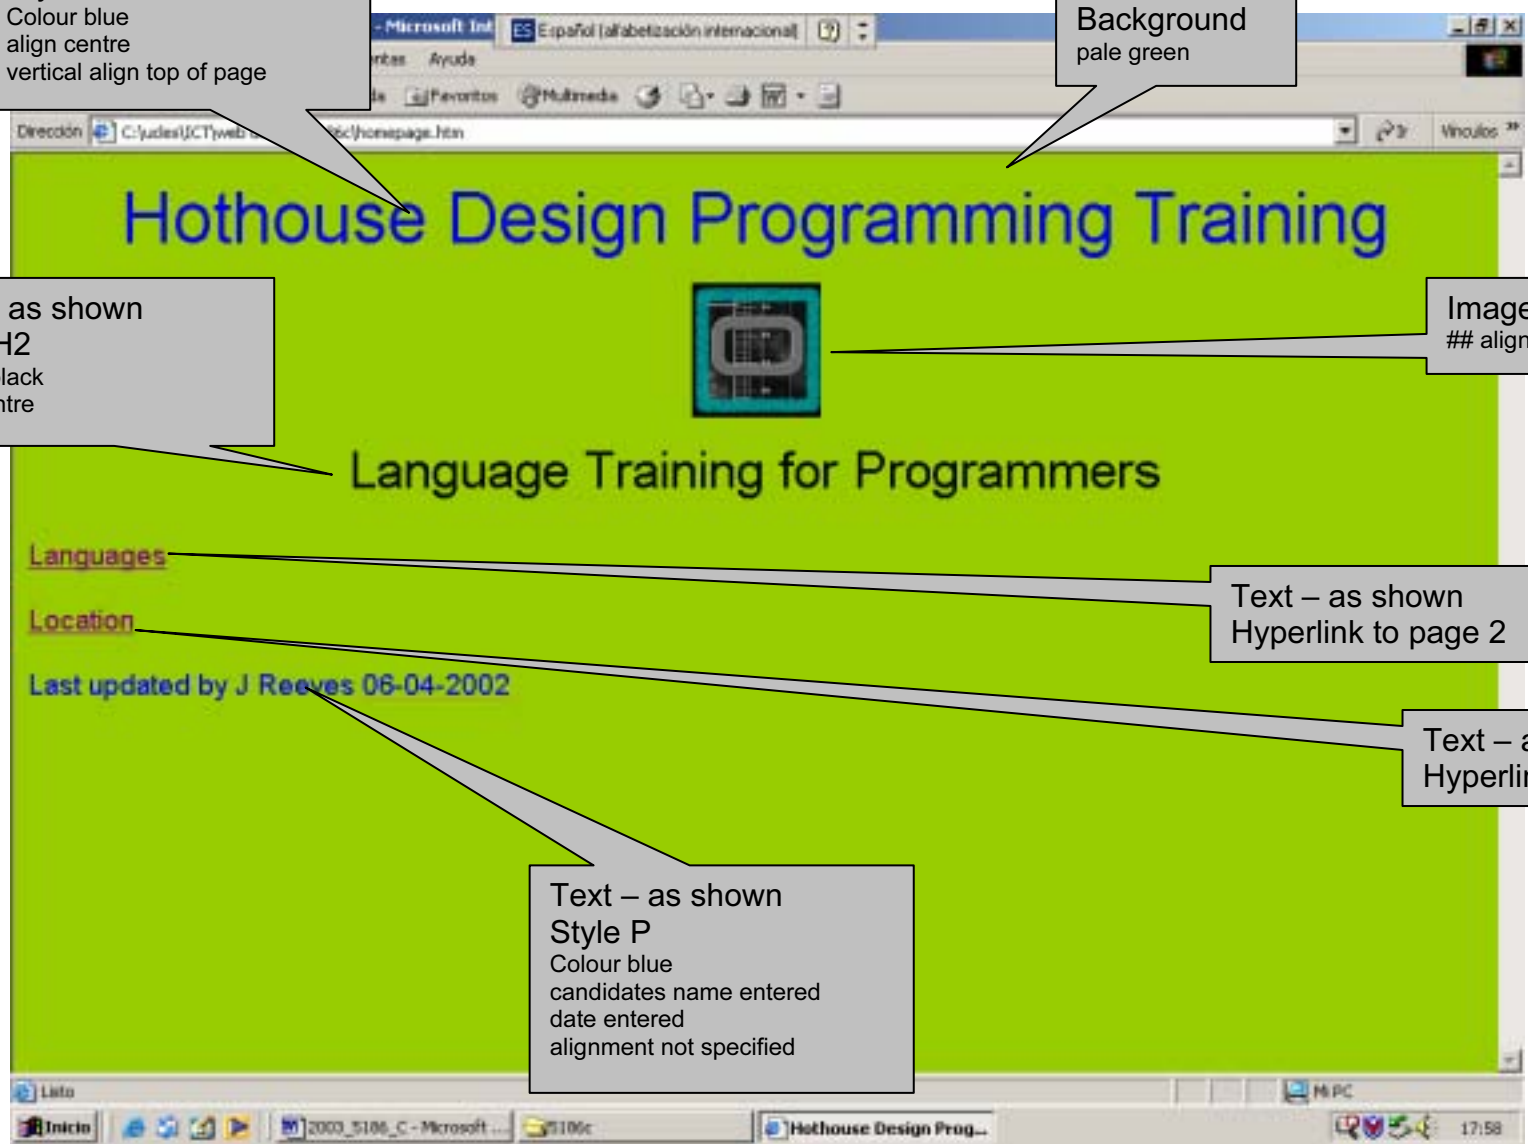 Colour blue
align centre
vertical align top of page
Background
pale green
- Microsoft Int
ES Español (alfabetización internacional)
Ayuda
Favoritos Multimedia
Dirección C:\ucles\ICT\web
\homepage.htm
Ir Vínculos »
Hothouse Design Programming Training
as shown
H2
black
Image
## align
Language Training for Programmers
Languages
Text – as shown
Hyperlink to page 2
Location
Last updated by J Reeves 06-04-2002
Text –
Text – as shown
Style P
Colour blue
candidates name entered
date entered
alignment not specified
Listo
Mi PC
Inicio
2003_5186_C - Microsoft ...
5186c
Hothouse Design Prog...
17:58